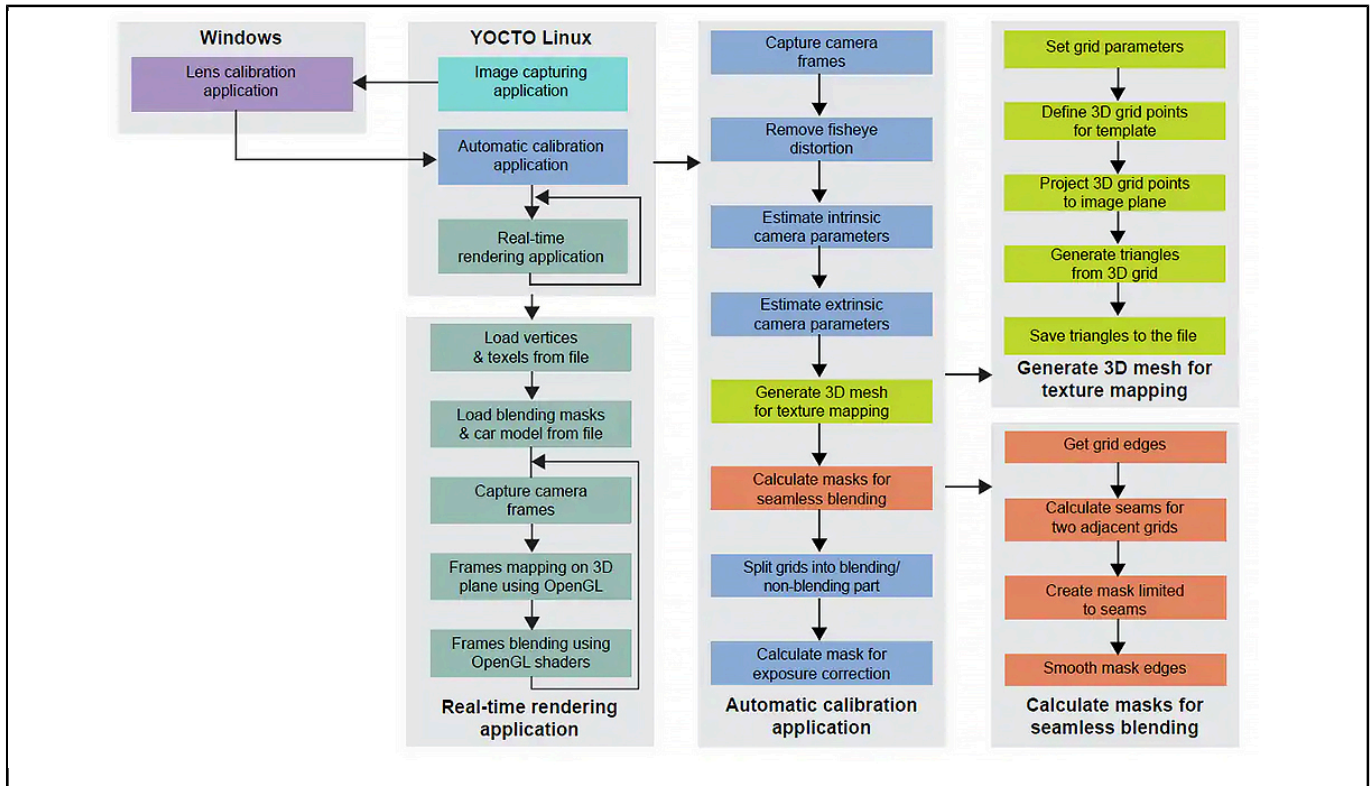 Windows
Lens calibration
application
YOCTO Linux
Image capturing
application
Automatic calibration
application
Real-time
rendering application
Load vertices
& texels from file
Load blending masks
& car model from file
Capture camera
frames
Frames mapping on 3D
plane using OpenGL
Frames blending using
OpenGL shaders
Real-time rendering
application
Capture camera
frames
Remove fisheye
distortion
Estimate intrinsic
camera parameters
Estimate extrinsic
camera parameters
Generate 3D mesh
for texture mapping
Calculate masks for
seamless blending
Split grids into blending/
non-blending part
Calculate mask for
exposure correction
Automatic calibration
application
Set grid parameters
Define 3D grid points
for template
Project 3D grid points
to image plane
Generate triangles
from 3D grid
Save triangles to the file
Generate 3D mesh for
texture mapping
Get grid edges
Calculate seams for
two adjacent grids
Create mask limited
to seams
Smooth mask edges
Calculate masks for
seamless blending